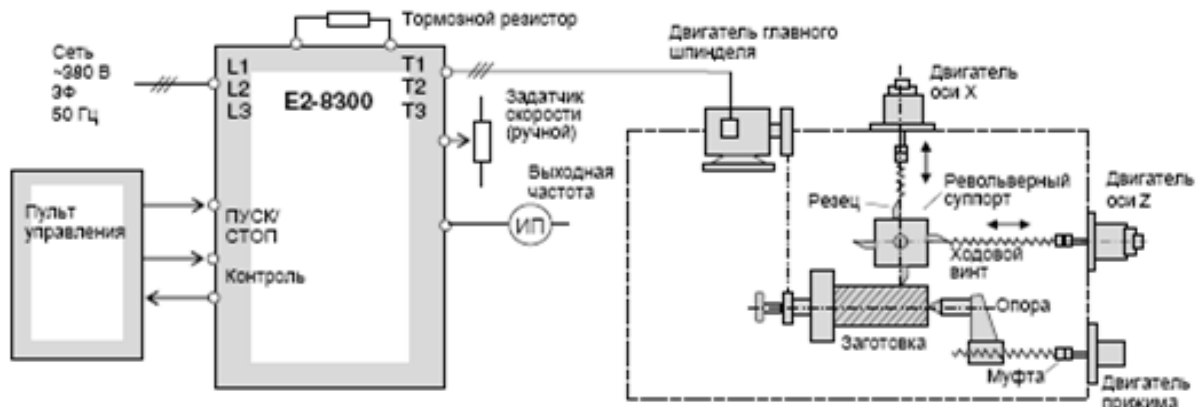 Тормозной резистор
Сеть
~380 В
3Ф
50 Гц
L1
L2
L3
E2-8300
T1
T2
T3
Задатчик
скорости
(ручной)
Выходная
частота
ИП
Пульт
управления
ПУСК/
СТОП
Контроль
Двигатель главного
шпинделя
Двигатель
оси X
Резец
Револьверный
суппорт
Двигатель
оси Z
Ходовой
винт
Опора
Заготовка
Муфта
Двигатель
прижима